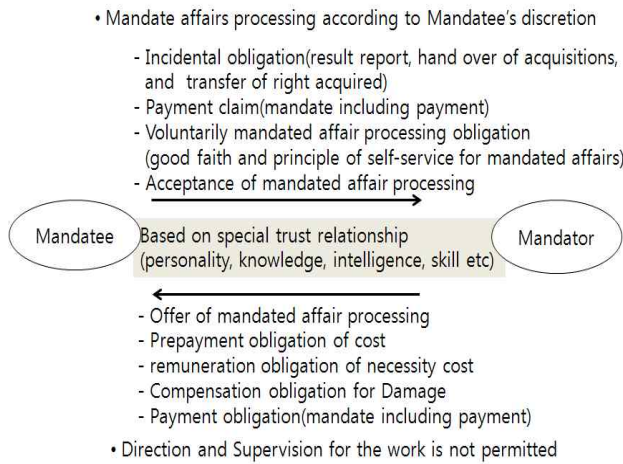 • Mandate affairs processing according to Mandatee's discretion
- Incidental obligation(result report, hand over of acquisitions,
and transfer of right acquired)
- Payment claim(mandate including payment)
- Voluntarily mandated affair processing obligation
(good faith and principle of self-service for mandated affairs)
- Acceptance of mandated affair processing
Mandatee
Based on special trust relationship
(personality, knowledge, intelligence, skill etc)
Mandator
- Offer of mandated affair processing
- Prepayment obligation of cost
- remuneration obligation of necessity cost
- Compensation obligation for Damage
- Payment obligation(mandate including payment)
• Direction and Supervision for the work is not permitted